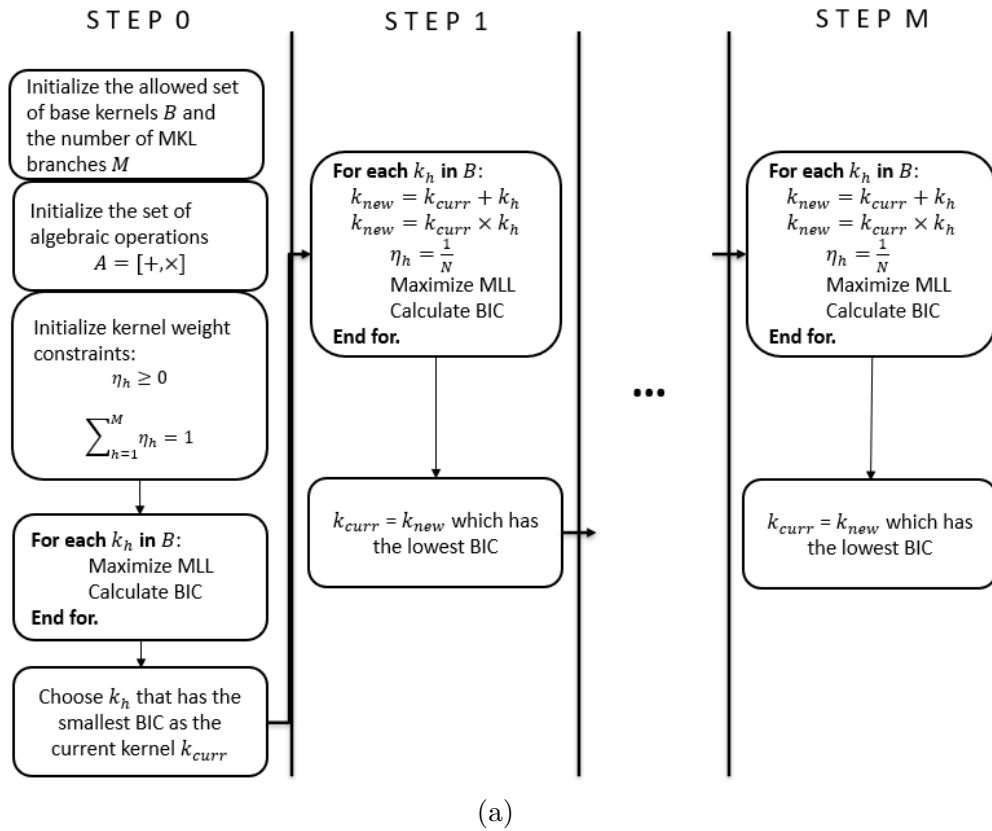 STEP 0
Initialize the allowed set
of base kernels B and
the number of MKL
branches M
Initialize the set of
algebraic operations
A = [+,×]
Initialize kernel weight
constraints:
η_h ≥ 0
∑_{h=1}^{M} η_h = 1
For each k_h in B:
Maximize MLL
Calculate BIC
End for.
Choose k_h that has the
smallest BIC as the
current kernel k_curr
STEP 1
For each k_h in B:
k_new = k_curr + k_h
k_new = k_curr × k_h
η_h = 1/N
Maximize MLL
Calculate BIC
End for.
k_curr = k_new which has
the lowest BIC
...
STEP M
For each k_h in B:
k_new = k_curr + k_h
k_new = k_curr × k_h
η_h = 1/N
Maximize MLL
Calculate BIC
End for.
k_curr = k_new which has
the lowest BIC
(a)